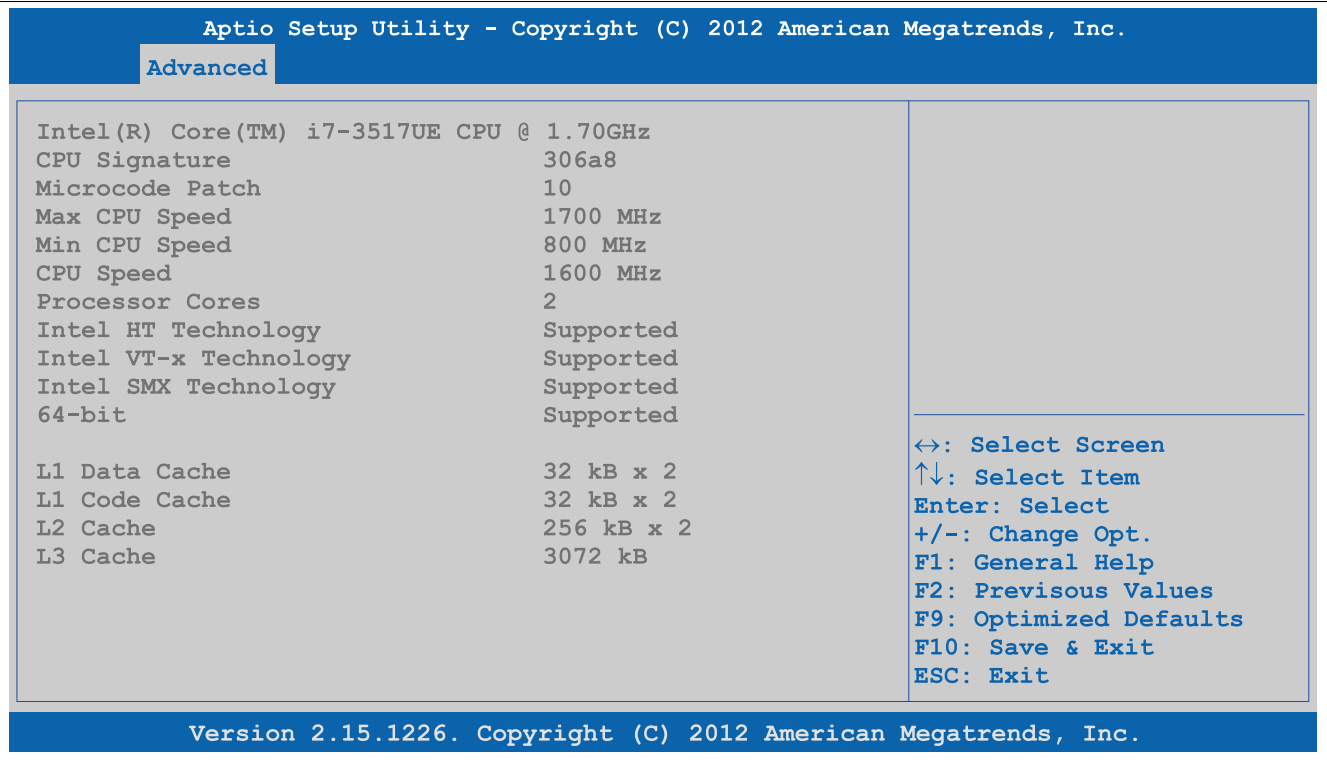 Aptio Setup Utility - Copyright (C) 2012 American Megatrends, Inc.
Advanced
Intel(R) Core(TM) i7-3517UE CPU @ 1.70GHz
CPU Signature 306a8
Microcode Patch 10
Max CPU Speed 1700 MHz
Min CPU Speed 800 MHz
CPU Speed 1600 MHz
Processor Cores 2
Intel HT Technology Supported
Intel VT-x Technology Supported
Intel SMX Technology Supported
64-bit Supported
L1 Data Cache 32 kB x 2
L1 Code Cache 32 kB x 2
L2 Cache 256 kB x 2
L3 Cache 3072 kB
↔: Select Screen
↑↓: Select Item
Enter: Select
+/-: Change Opt.
F1: General Help
F2: Previsous Values
F9: Optimized Defaults
F10: Save & Exit
ESC: Exit
Version 2.15.1226. Copyright (C) 2012 American Megatrends, Inc.